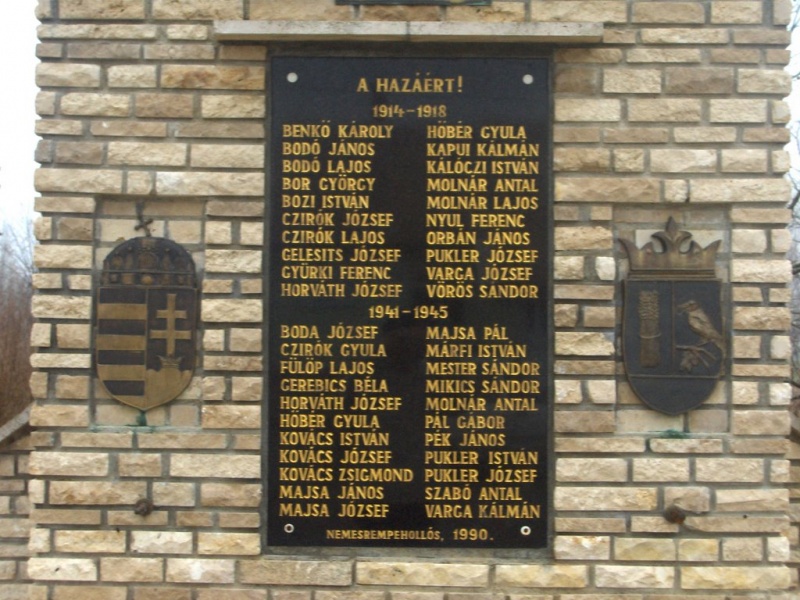 A HAZÁÉRT!
1914-1918
BENKŐ KÁROLY
BODÓ JÁNOS
BODÓ LAJOS
BOR GYÖRGY
BOZI ISTVÁN
CZIRÓK JÓZSEF
CZIRÓK LAJOS
GELESITS JÓZSEF
GYÜRKI FERENC
HORVÁTH JÓZSEF
HÖBÉR GYULA
KAPUI KÁLMÁN
KÁLÓCZI ISTVÁN
MOLNÁR ANTAL
MOLNÁR LAJOS
NYUL FERENC
ORBÁN JÁNOS
PUKLER JÓZSEF
VARGA JÓZSEF
VÖRÖS SÁNDOR
1941-1945
BODA JÓZSEF
CZIRÓK GYULA
FÜLÖP LAJOS
GEREBICS BÉLA
HORVÁTH JÓZSEF
HÖBÉR GYULA
KOVÁCS ISTVÁN
KOVÁCS JÓZSEF
KOVÁCS ZSIGMOND
MAJSA JÁNOS
MAJSA JÓZSEF
MAJSA PÁL
MÁRFI ISTVÁN
MESTER SÁNDOR
MIKICS SÁNDOR
MOLNÁR ANTAL
PÁL GÁBOR
PÉK JÁNOS
PUKLER ISTVÁN
PUKLER JÓZSEF
SZABÓ ANTAL
VARGA KÁLMÁN
NEMESREMPEHOLLÓS, 1990.